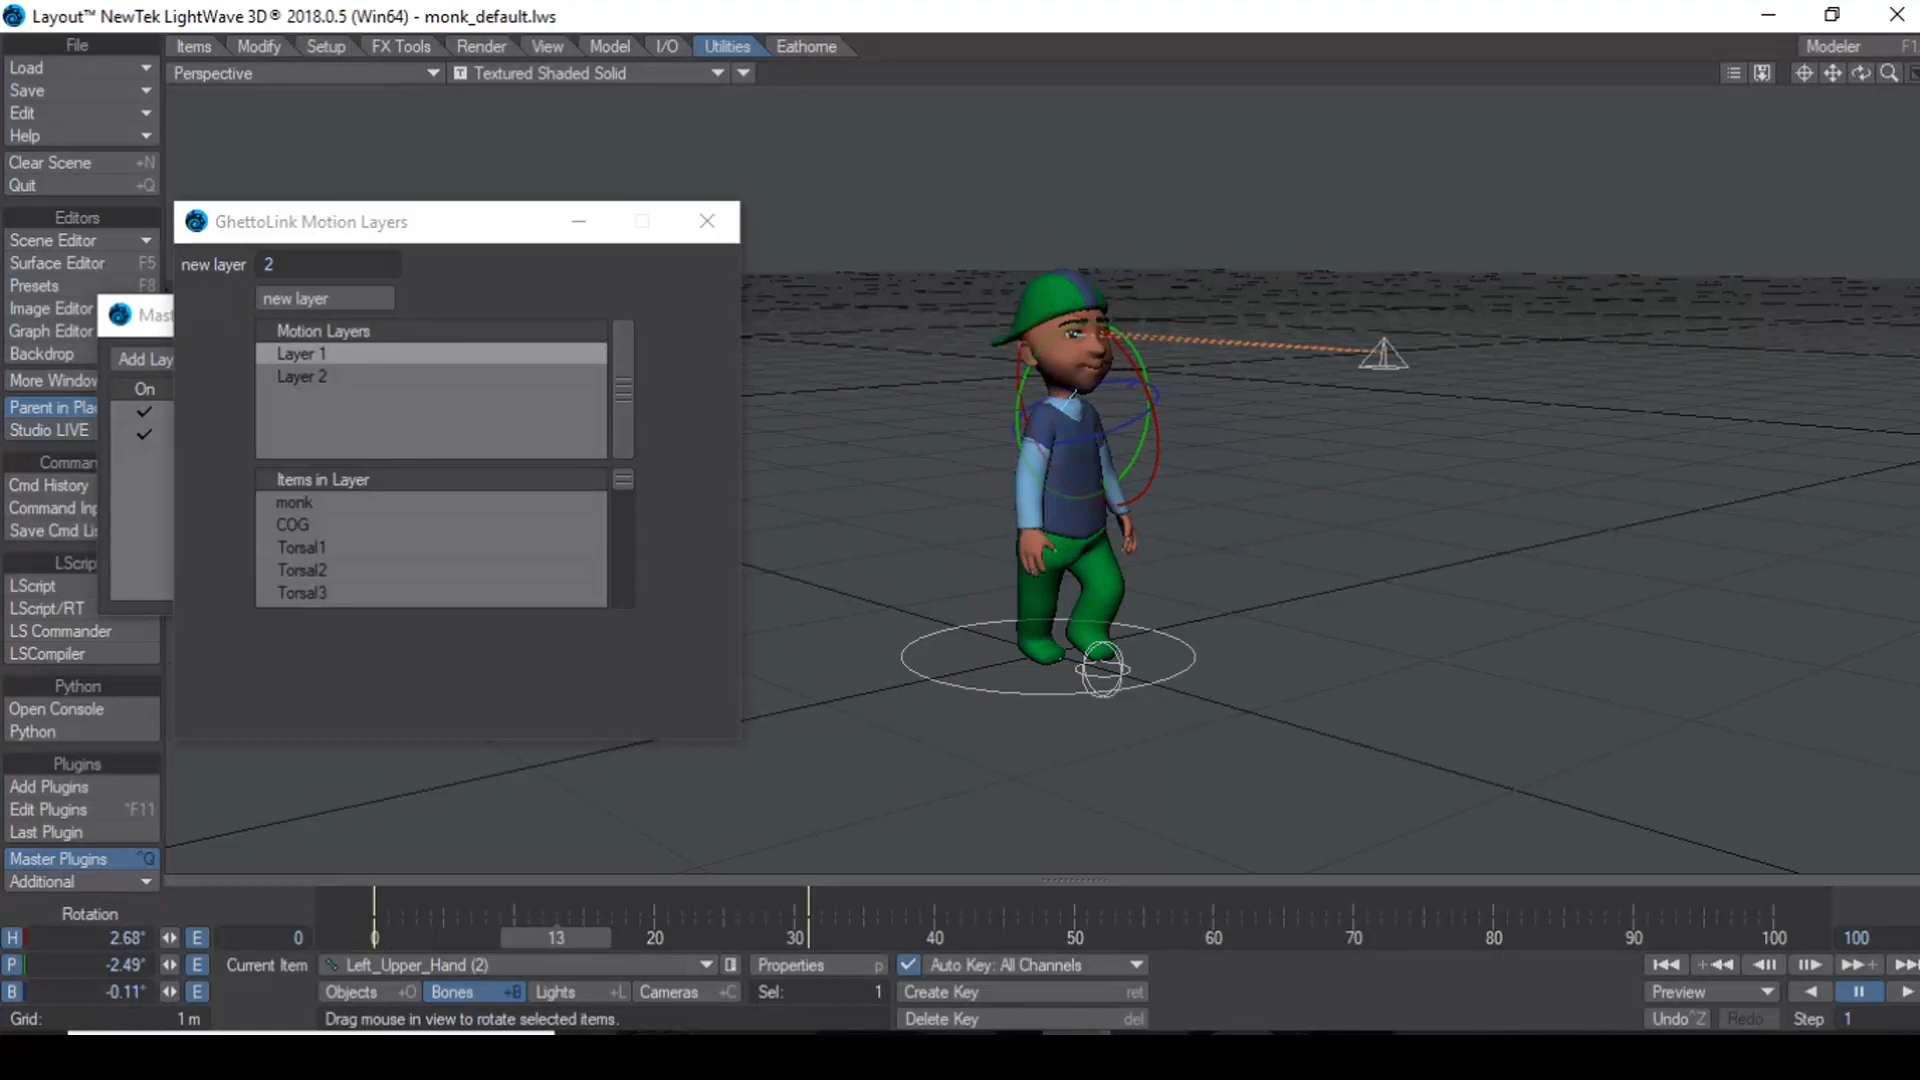 Layout™ NewTek LightWave 3D® 2018.0.5 (Win64) - monk_default.lws
File
Items Modify Setup FX Tools Render View Model I/O Utilities Eathome
Modeler F1
Load
Perspective
T Textured Shaded Solid
Save
Edit
Help
Clear Scene +N
Quit +Q
Editors
Scene Editor
Surface Editor F5
Presets F8
Image Editor
Graph Editor
Backdrop
More Window
Parent in Pla
Studio LIVE
Comman
Cmd History
Command Inp
Save Cmd Lis
LScrip
LScript
LScript/RT
LS Commander
LSCompiler
Python
Open Console
Python
Plugins
Add Plugins
Edit Plugins ^F11
Last Plugin
Master Plugins ^Q
Additional
Mast
Add Lay
On
GhettoLink Motion Layers
new layer 2
new layer
Motion Layers
Layer 1
Layer 2
Items in Layer
monk
COG
Torsal1
Torsal2
Torsal3
Rotation
H 2.68° E 0
0 13 20 30 40 50 60 70 80 90 100 100
P -2.49° E Current Item Left_Upper_Hand (2) Properties p Auto Key: All Channels
B -0.11° E Objects +O Bones +B Lights +L Cameras +C Sel: 1 Create Key ret Preview
Grid: 1 m Drag mouse in view to rotate selected items. Delete Key del Undo^Z Redo Step 1